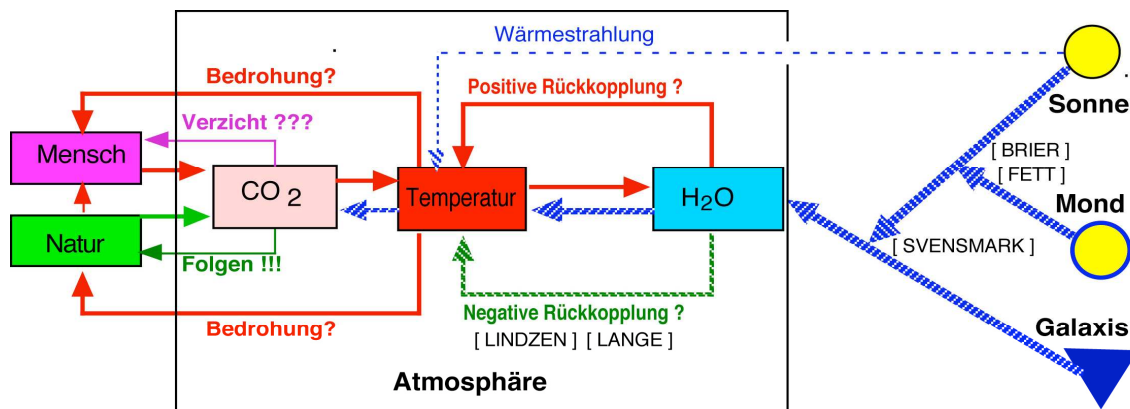 Wärmestrahlung
Bedrohung?
Positive Rückkopplung ?
Sonne
Verzicht ???
Mensch
[ BRIER ]
[ FETT ]
CO 2
Temperatur
H2O
Mond
Natur
[ SVENSMARK ]
Folgen !!!
Negative Rückkopplung ?
Bedrohung?
[ LINDZEN ] [ LANGE ]
Galaxis
Atmosphäre